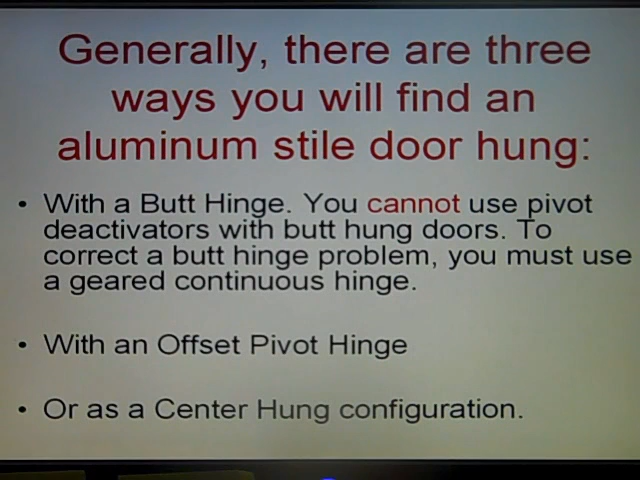 Generally, there are three
ways you will find an
aluminum stile door hung:
• With a Butt Hinge. You cannot use pivot
deactivators with butt hung doors. To
correct a butt hinge problem, you must use
a geared continuous hinge.
• With an Offset Pivot Hinge
• Or as a Center Hung configuration.